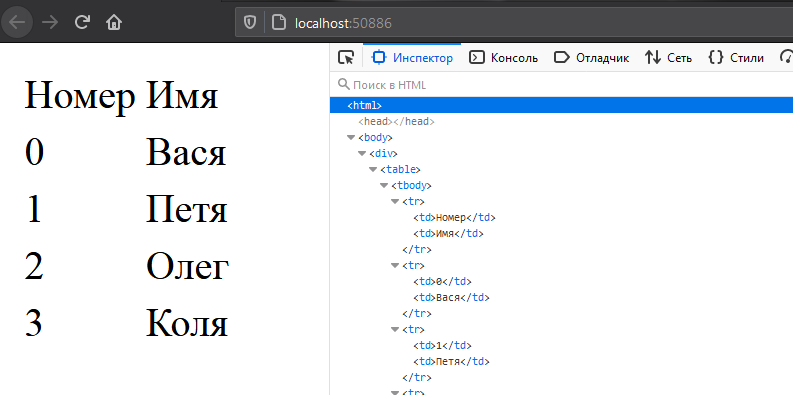 localhost:50886
Инспектор Консоль Отладчик Сеть Стили
Поиск в HTML
Номер Имя
0 Вася
1 Петя
2 Олег
3 Коля
<html>
<head></head>
<body>
<div>
<table>
<tbody>
<tr>
<td>Номер</td>
<td>Имя</td>
</tr>
<tr>
<td>0</td>
<td>Вася</td>
</tr>
<tr>
<td>1</td>
<td>Петя</td>
</tr>
<tr>